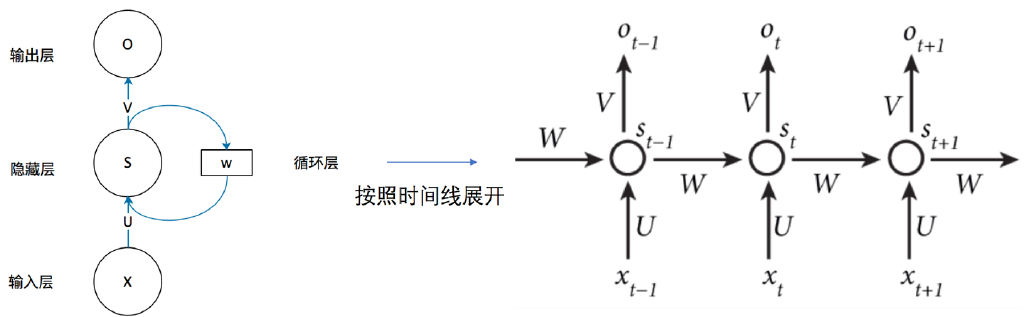 O
输出层
V
隐藏层
S
w
循环层
按照时间线展开
U
输入层
X
o_{t-1}
o_t
o_{t+1}
V
V
V
W
s_{t-1}
s_t
s_{t+1}
W
W
W
U
U
U
x_{t-1}
x_t
x_{t+1}